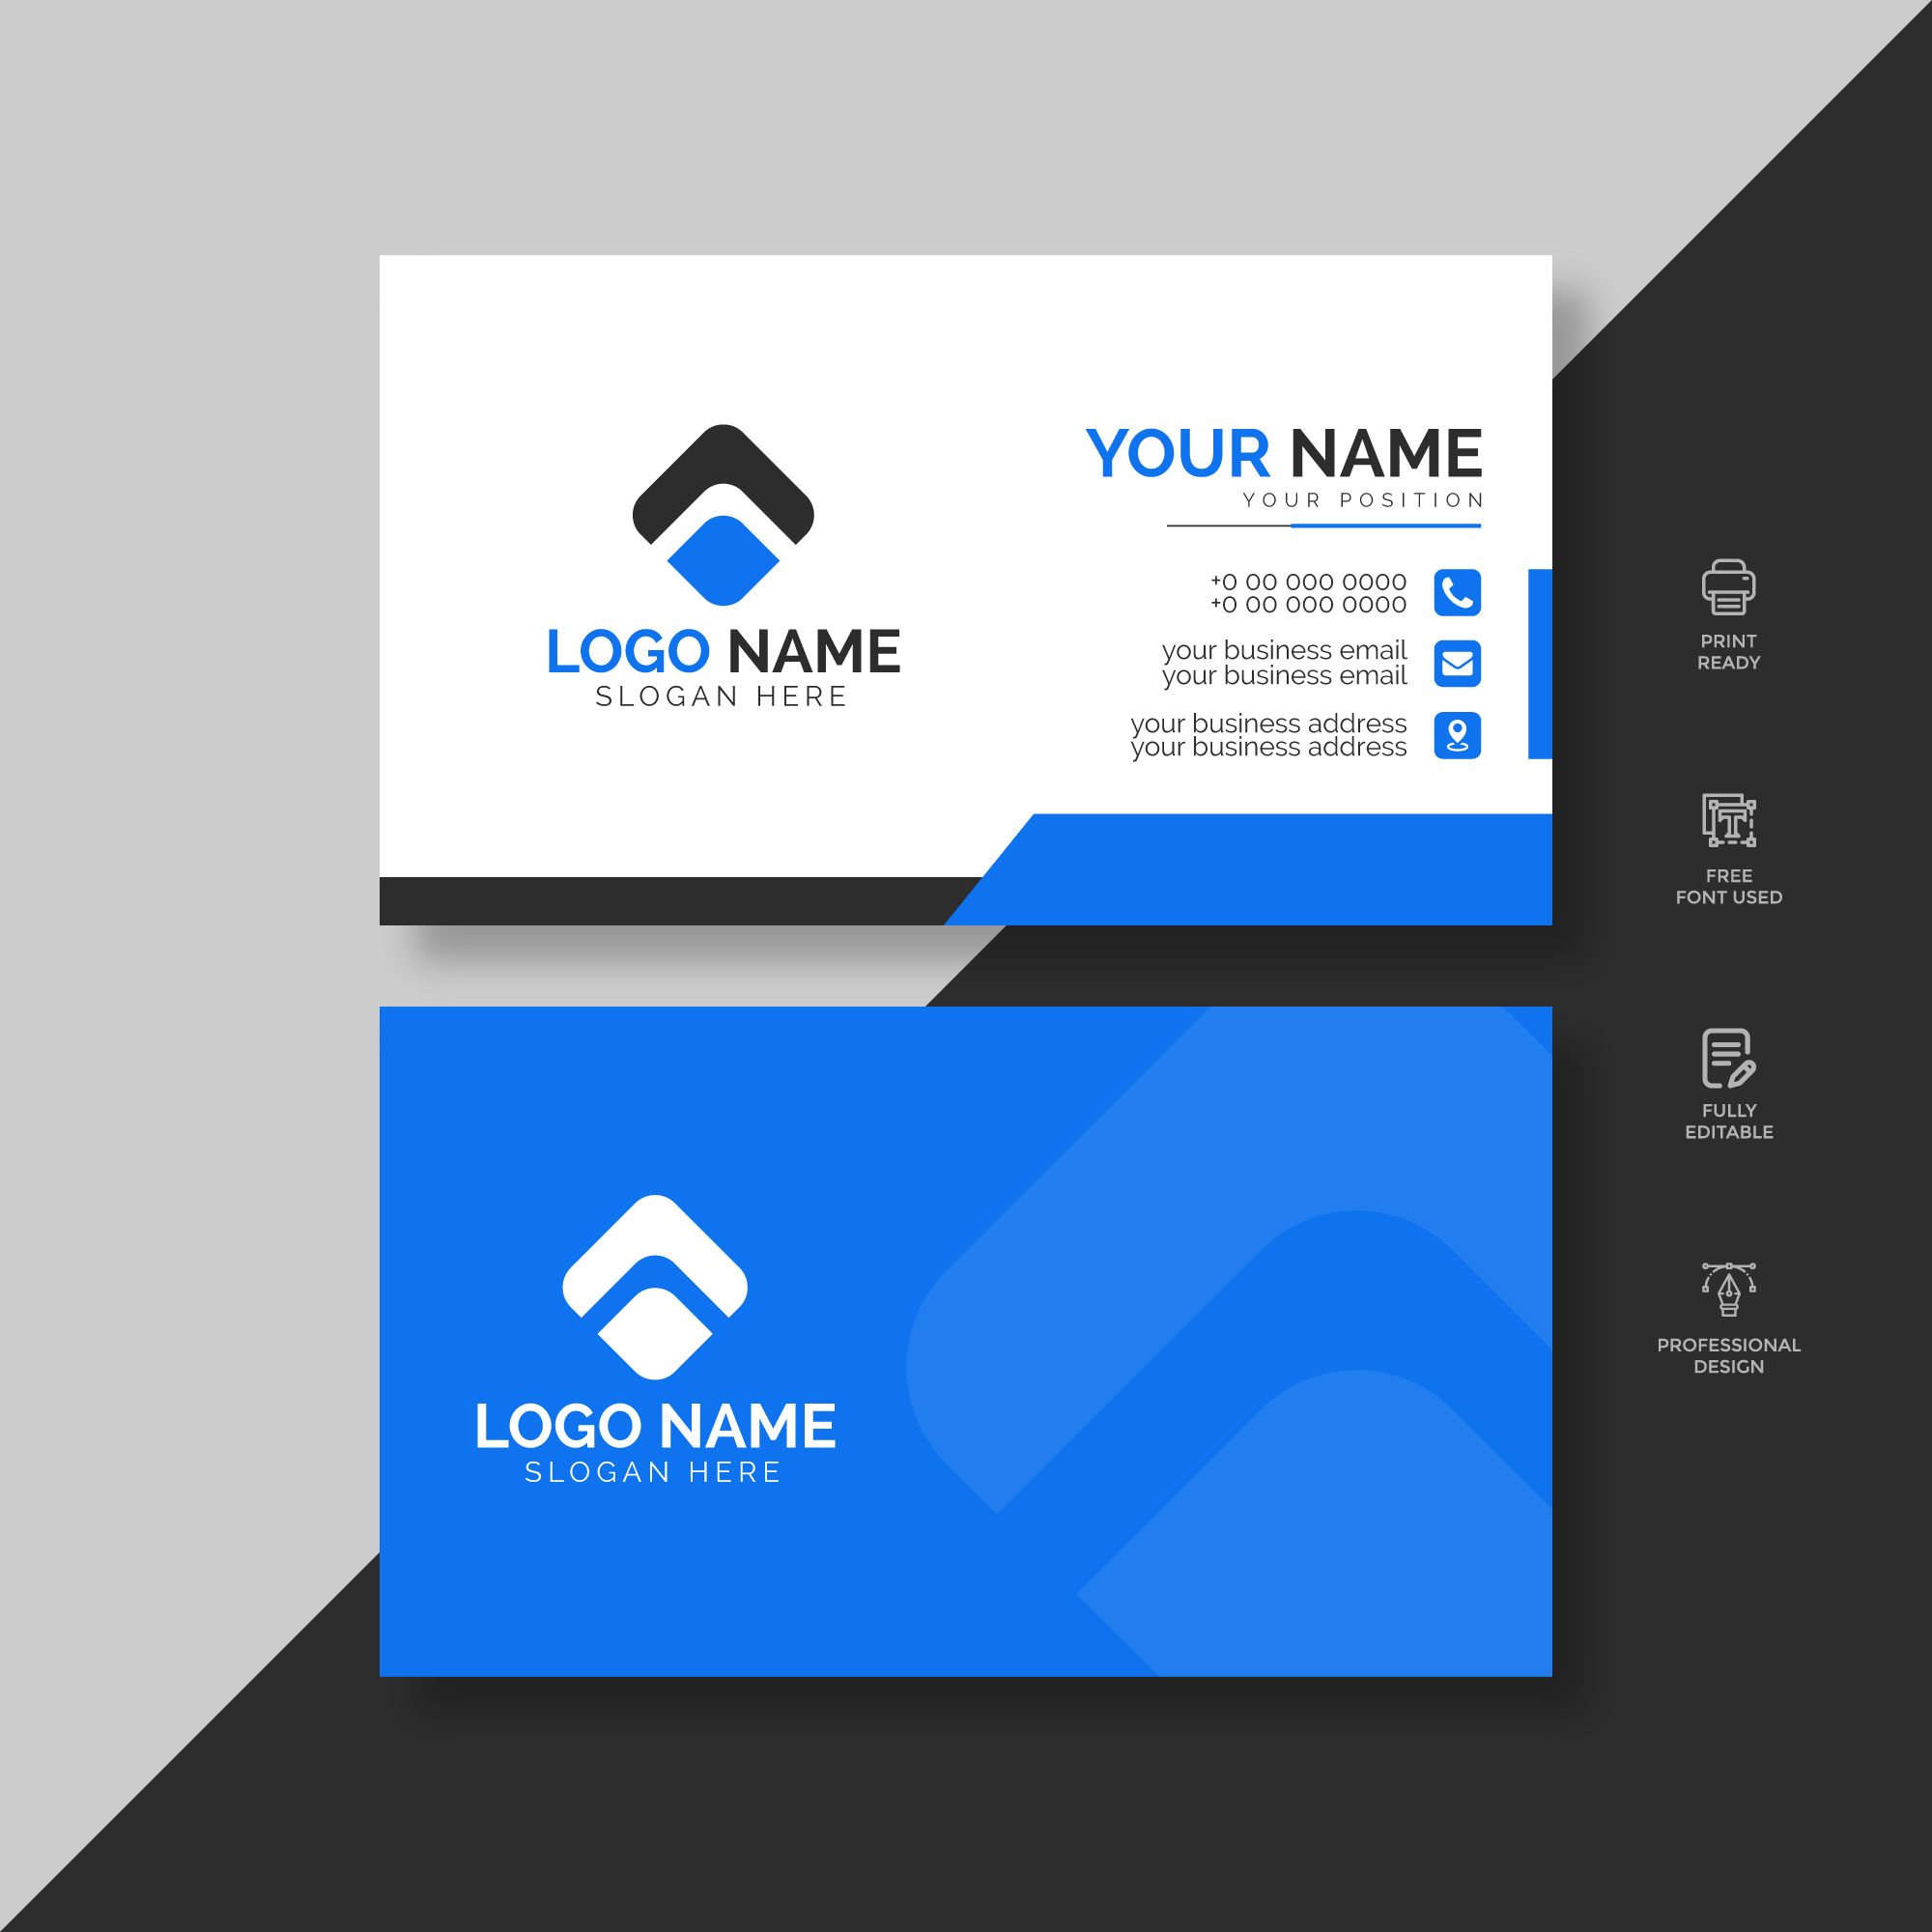 LOGO NAME
SLOGAN HERE
YOUR NAME
YOUR POSITION
+0 00 000 0000
+0 00 000 0000
your business email
your business email
your business address
your business address
LOGO NAME
SLOGAN HERE
PRINT
READY
FREE
FONT USED
FULLY
EDITABLE
PROFESSIONAL
DESIGN